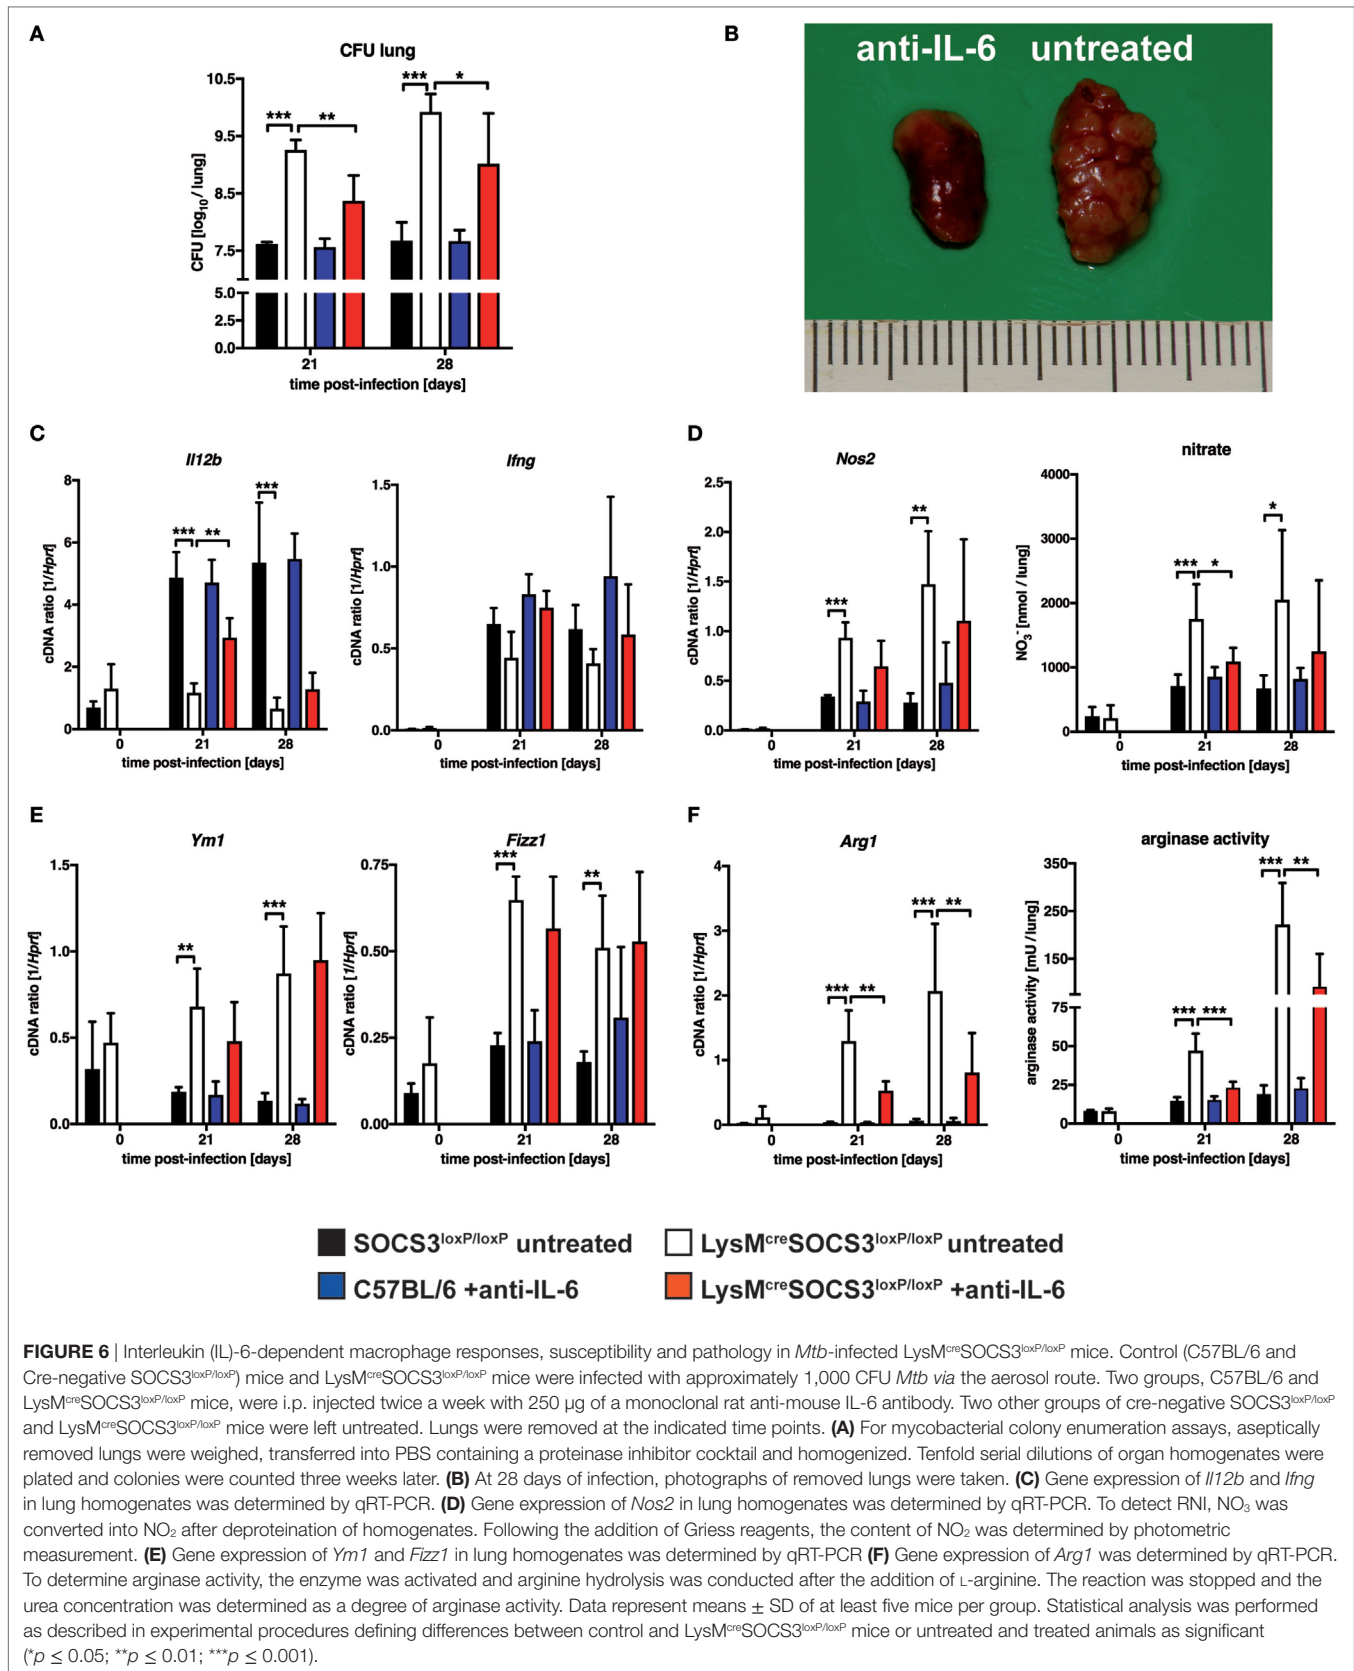 A
CFU lung
CFU [log10/ lung]
10.5
9.5
8.5
7.5
5.0
2.5
0.0
*** ** *** *
21 28
time post-infection [days]
B
anti-IL-6 untreated
C
Il12b
cDNA ratio [1/Hprt]
8
6
4
2
0
*** ** ***
0 21 28
time post-infection [days]
Ifng
cDNA ratio [1/Hprt]
1.5
1.0
0.5
0.0
0 21 28
time post-infection [days]
D
Nos2
cDNA ratio [1/Hprt]
2.5
2.0
1.5
1.0
0.5
0.0
*** **
0 21 28
time post-infection [days]
nitrate
NO3- [nmol / lung]
4000
3000
2000
1000
0
*** * *
0 21 28
time post-infection [days]
E
Ym1
cDNA ratio [1/Hprt]
1.5
1.0
0.5
0.0
** ***
0 21 28
time post-infection [days]
Fizz1
cDNA ratio [1/Hprt]
0.75
0.50
0.25
0.00
*** **
0 21 28
time post-infection [days]
F
Arg1
cDNA ratio [1/Hprt]
4
2
1
0
*** ** *** **
0 21 28
time post-infection [days]
arginase activity
arginase activity [mU / lung]
350
250
150
75
50
25
0
*** *** *** **
0 21 28
time post-infection [days]
SOCS3loxP/loxP untreated LysMcreSOCS3loxP/loxP untreated
C57BL/6 +anti-IL-6 LysMcreSOCS3loxP/loxP +anti-IL-6
FIGURE 6 | Interleukin (IL)-6-dependent macrophage responses, susceptibility and pathology in Mtb-infected LysMcreSOCS3loxP/loxP mice. Control (C57BL/6 and
Cre-negative SOCS3loxP/loxP) mice and LysMcreSOCS3loxP/loxP mice were infected with approximately 1,000 CFU Mtb via the aerosol route. Two groups, C57BL/6 and
LysMcreSOCS3loxP/loxP mice, were i.p. injected twice a week with 250 µg of a monoclonal rat anti-mouse IL-6 antibody. Two other groups of cre-negative SOCS3loxP/loxP
and LysMcreSOCS3loxP/loxP mice were left untreated. Lungs were removed at the indicated time points. (A) For mycobacterial colony enumeration assays, aseptically
removed lungs were weighed, transferred into PBS containing a proteinase inhibitor cocktail and homogenized. Tenfold serial dilutions of organ homogenates were
plated and colonies were counted three weeks later. (B) At 28 days of infection, photographs of removed lungs were taken. (C) Gene expression of Il12b and Ifng
in lung homogenates was determined by qRT-PCR. (D) Gene expression of Nos2 in lung homogenates was determined by qRT-PCR. To detect RNI, NO3 was
converted into NO2 after deproteination of homogenates. Following the addition of Griess reagents, the content of NO2 was determined by photometric
measurement. (E) Gene expression of Ym1 and Fizz1 in lung homogenates was determined by qRT-PCR (F) Gene expression of Arg1 was determined by qRT-PCR.
To determine arginase activity, the enzyme was activated and arginine hydrolysis was conducted after the addition of L-arginine. The reaction was stopped and the
urea concentration was determined as a degree of arginase activity. Data represent means ± SD of at least five mice per group. Statistical analysis was performed
as described in experimental procedures defining differences between control and LysMcreSOCS3loxP/loxP mice or untreated and treated animals as significant
(*p ≤ 0.05; **p ≤ 0.01; ***p ≤ 0.001).